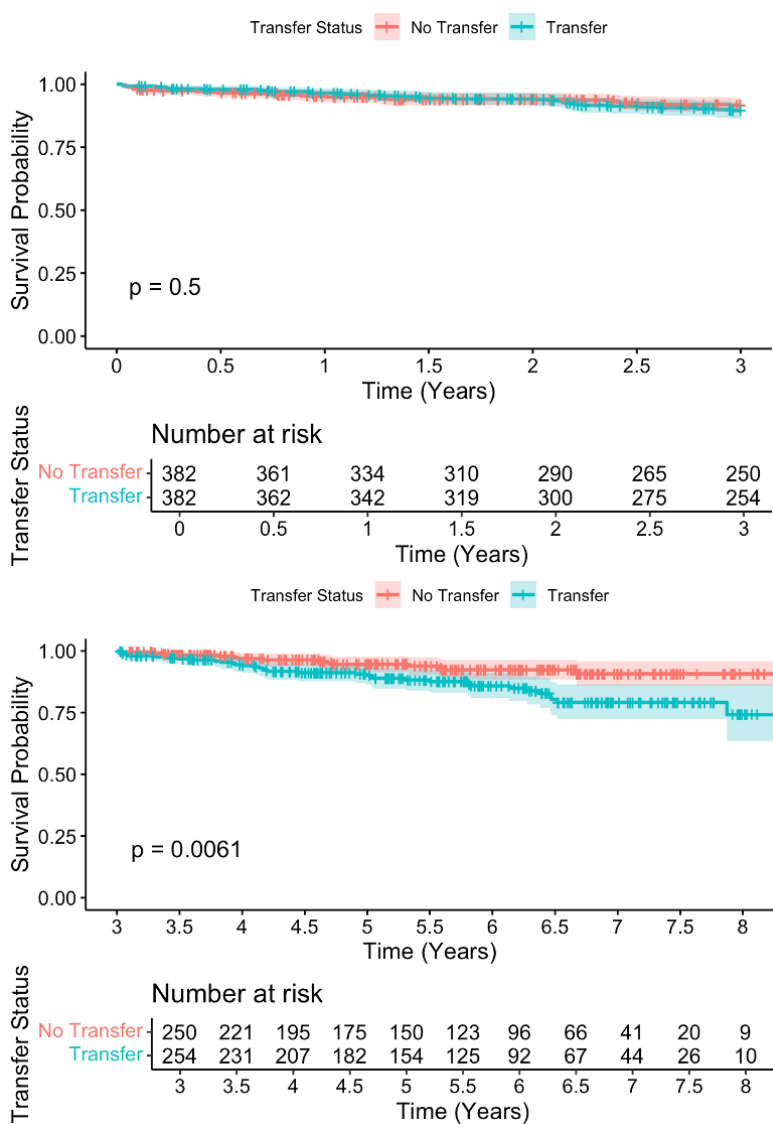 Transfer Status No Transfer Transfer
1.00
0.75
0.50
0.25
0.00
Survival Probability
p = 0.5
0 0.5 1 1.5 2 2.5 3
Time (Years)
Number at risk
Transfer Status
No Transfer 382 361 334 310 290 265 250
Transfer 382 362 342 319 300 275 254
0 0.5 1 1.5 2 2.5 3
Time (Years)
Transfer Status No Transfer Transfer
1.00
0.75
0.50
0.25
0.00
Survival Probability
p = 0.0061
3 3.5 4 4.5 5 5.5 6 6.5 7 7.5 8
Time (Years)
Number at risk
Transfer Status
No Transfer 250 221 195 175 150 123 96 66 41 20 9
Transfer 254 231 207 182 154 125 92 67 44 26 10
3 3.5 4 4.5 5 5.5 6 6.5 7 7.5 8
Time (Years)